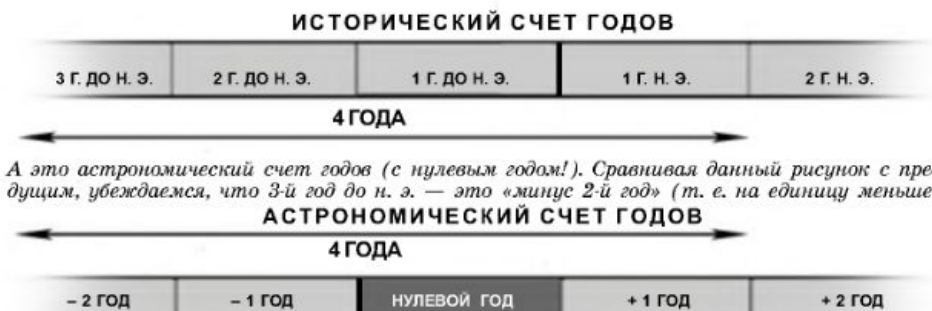 ИСТОРИЧЕСКИЙ СЧЕТ ГОДОВ
3 Г. ДО Н. Э. 2 Г. ДО Н. Э. 1 Г. ДО Н. Э. 1 Г. Н. Э. 2 Г. Н. Э.
4 ГОДА
А это астрономический счет годов (с нулевым годом!). Сравнивая данный рисунок с пре
дущим, убеждаемся, что 3-й год до н. э. — это «минус 2-й год» (т. е. на единицу меньше
АСТРОНОМИЧЕСКИЙ СЧЕТ ГОДОВ
4 ГОДА
– 2 ГОД – 1 ГОД НУЛЕВОЙ ГОД + 1 ГОД + 2 ГОД